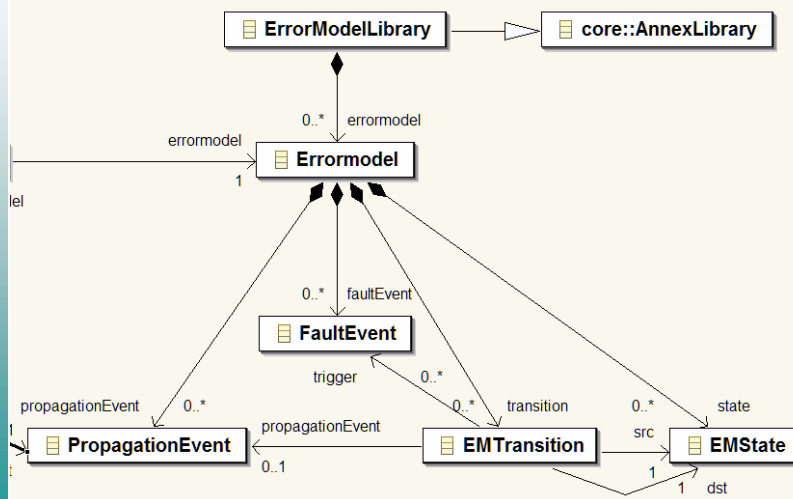 ErrorModelLibrary
core::AnnexLibrary
0..* errormodel
errormodel
Errormodel
1
lel
0..* faultEvent
FaultEvent
trigger
0..*
propagationEvent
0..*
propagationEvent
0..*
transition
0..*
state
src
PropagationEvent
0..1
EMTransition
1
EMState
1
dst